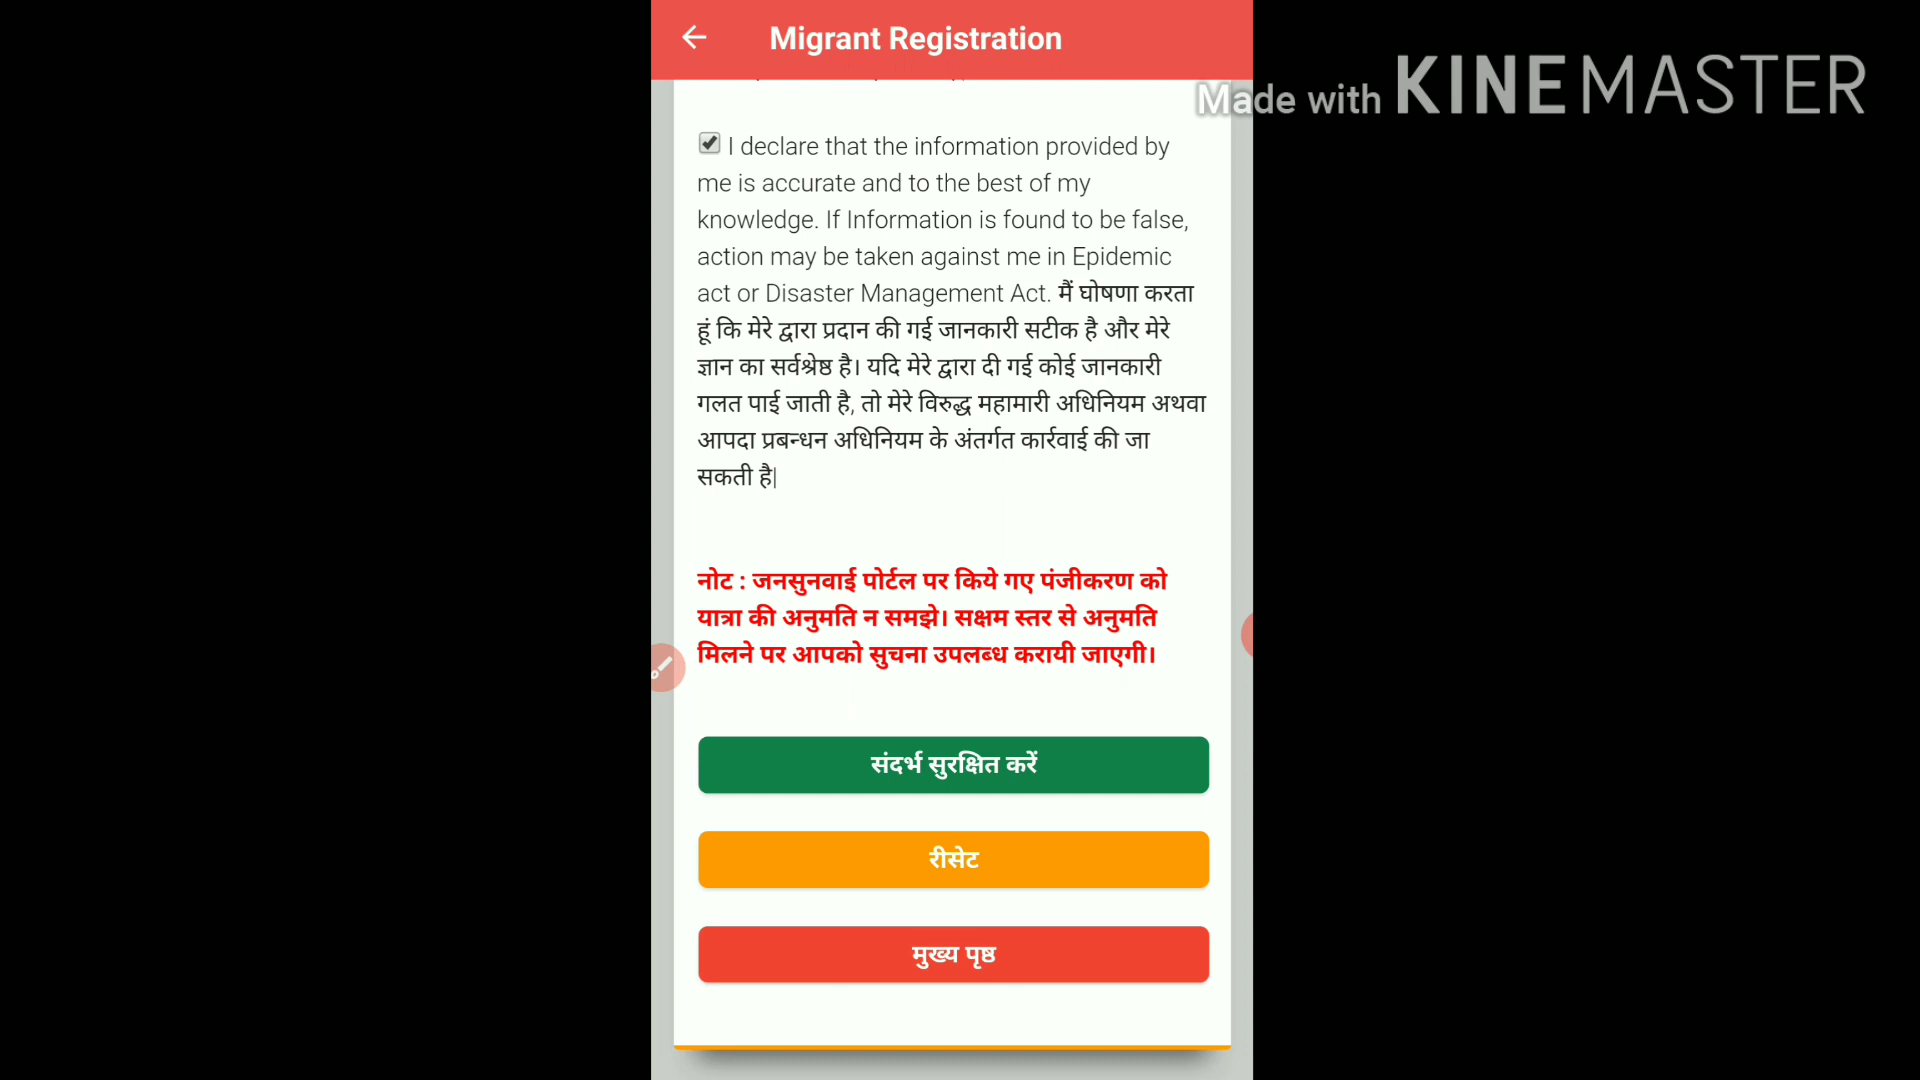 Migrant Registration
Made with KINEMASTER
I declare that the information provided by
me is accurate and to the best of my
knowledge. If Information is found to be false,
action may be taken against me in Epidemic
act or Disaster Management Act. मैं घोषणा करता
हूं कि मेरे द्वारा प्रदान की गई जानकारी सटीक है और मेरे
ज्ञान का सर्वश्रेष्ठ है। यदि मेरे द्वारा दी गई कोई जानकारी
गलत पाई जाती है, तो मेरे विरुद्ध महामारी अधिनियम अथवा
आपदा प्रबन्धन अधिनियम के अंतर्गत कार्रवाई की जा
सकती है|
नोट : जनसुनवाई पोर्टल पर किये गए पंजीकरण को
यात्रा की अनुमति न समझे। सक्षम स्तर से अनुमति
मिलने पर आपको सुचना उपलब्ध करायी जाएगी।
संदर्भ सुरक्षित करें
रीसेट
मुख्य पृष्ठ